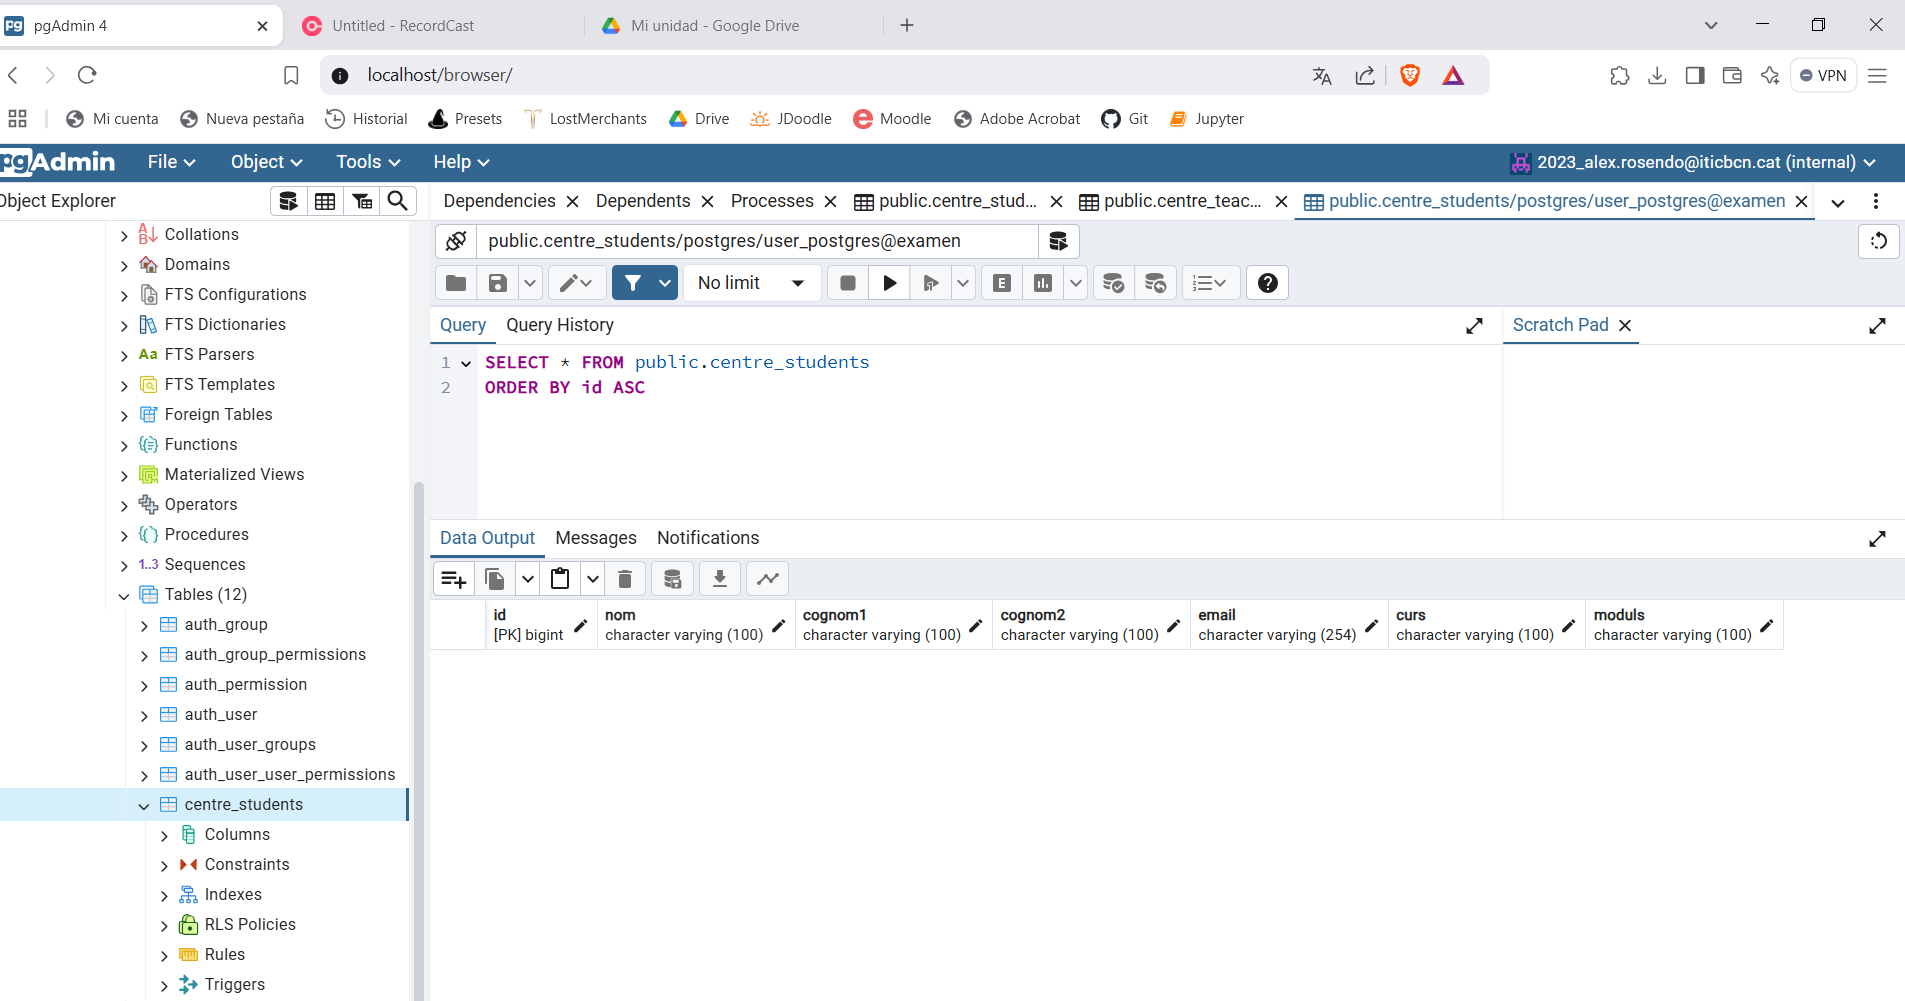 pgAdmin 4
Untitled - RecordCast
Mi unidad - Google Drive
localhost/browser/
VPN
Mi cuenta
Nueva pestaña
Historial
Presets
LostMerchants
Drive
JDoodle
Moodle
Adobe Acrobat
Git
Jupyter
pgAdmin
File
Object
Tools
Help
2023_alex.rosendo@iticbcn.cat (internal)
Object Explorer
Dependencies
Dependents
Processes
public.centre_stud...
public.centre_teac...
public.centre_students/postgres/user_postgres@examen
public.centre_students/postgres/user_postgres@examen
No limit
E
Query
Query History
Scratch Pad
1 SELECT * FROM public.centre_students
2 ORDER BY id ASC
Data Output
Messages
Notifications
id
[PK] bigint
nom
character varying (100)
cognom1
character varying (100)
cognom2
character varying (100)
email
character varying (254)
curs
character varying (100)
moduls
character varying (100)
Collations
Domains
FTS Configurations
FTS Dictionaries
Aa FTS Parsers
FTS Templates
Foreign Tables
Functions
Materialized Views
Operators
Procedures
1..3 Sequences
Tables (12)
auth_group
auth_group_permissions
auth_permission
auth_user
auth_user_groups
auth_user_user_permissions
centre_students
Columns
Constraints
Indexes
RLS Policies
Rules
Triggers